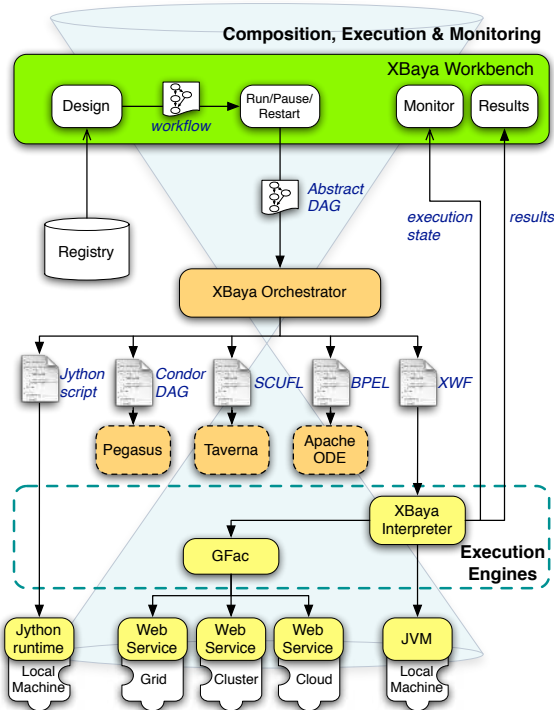 Composition, Execution & Monitoring
XBaya Workbench
Design
workflow
Run/Pause/
Restart
Monitor
Results
Abstract
DAG
execution
state
results
Registry
XBaya Orchestrator
Jython
script
Condor
DAG
SCUFL
BPEL
XWF
Pegasus
Taverna
Apache
ODE
XBaya
Interpreter
GFac
Execution
Engines
Jython
runtime
Local
Machine
Web
Service
Grid
Web
Service
Cluster
Web
Service
Cloud
JVM
Local
Machine